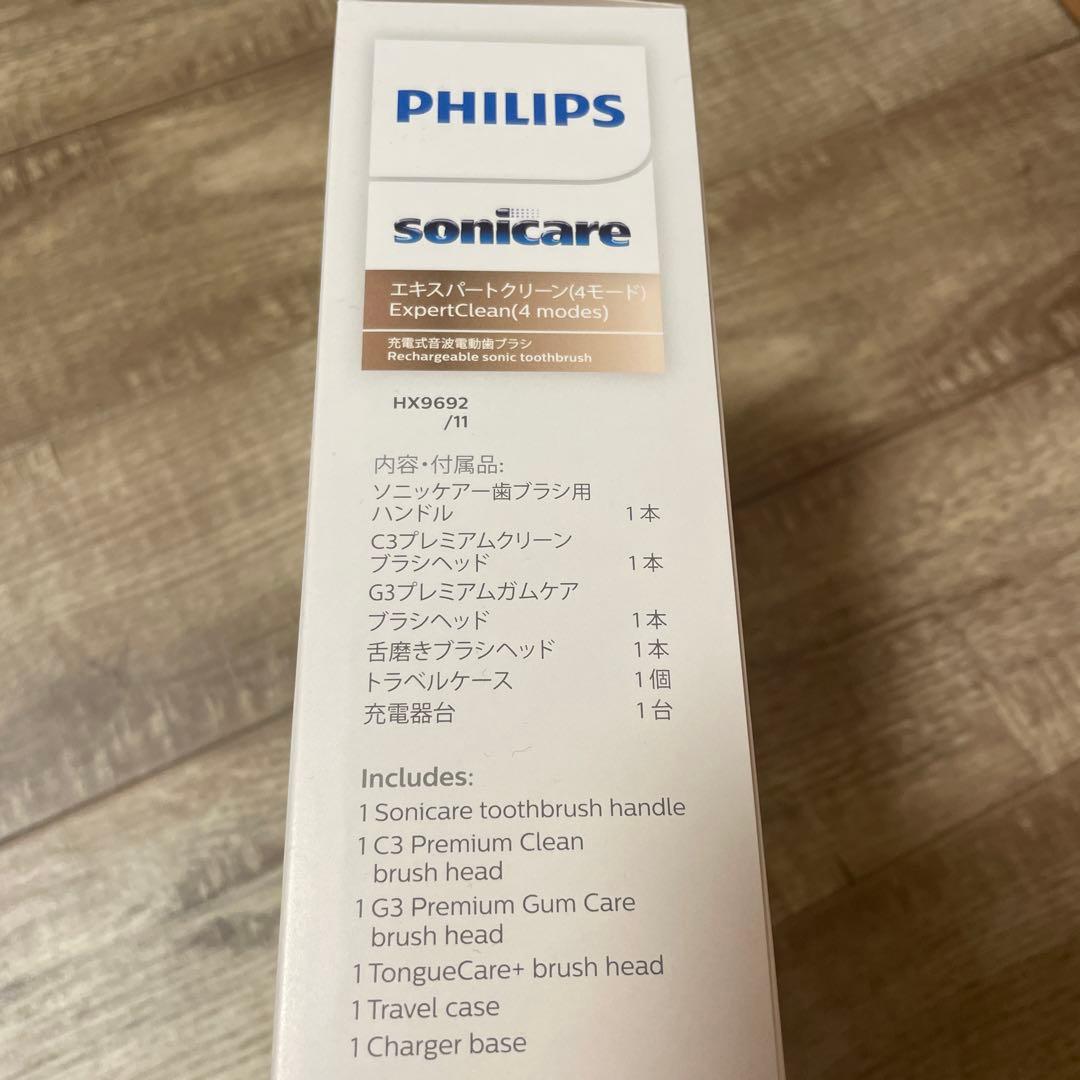 PHILIPS
sonicare
エキスパートクリーン(4モード)
ExpertClean(4 modes)
充電式音波電動歯ブラシ
Rechargeable sonic toothbrush
HX9692
/11
内容・付属品:
ソニッケアー歯ブラシ用
ハンドル 1本
C3プレミアムクリーン
ブラシヘッド 1本
G3プレミアムガムケア
ブラシヘッド 1本
舌磨きブラシヘッド 1本
トラベルケース 1個
充電器台 1台
Includes:
1 Sonicare toothbrush handle
1 C3 Premium Clean
brush head
1 G3 Premium Gum Care
brush head
1 TongueCare+ brush head
1 Travel case
1 Charger base